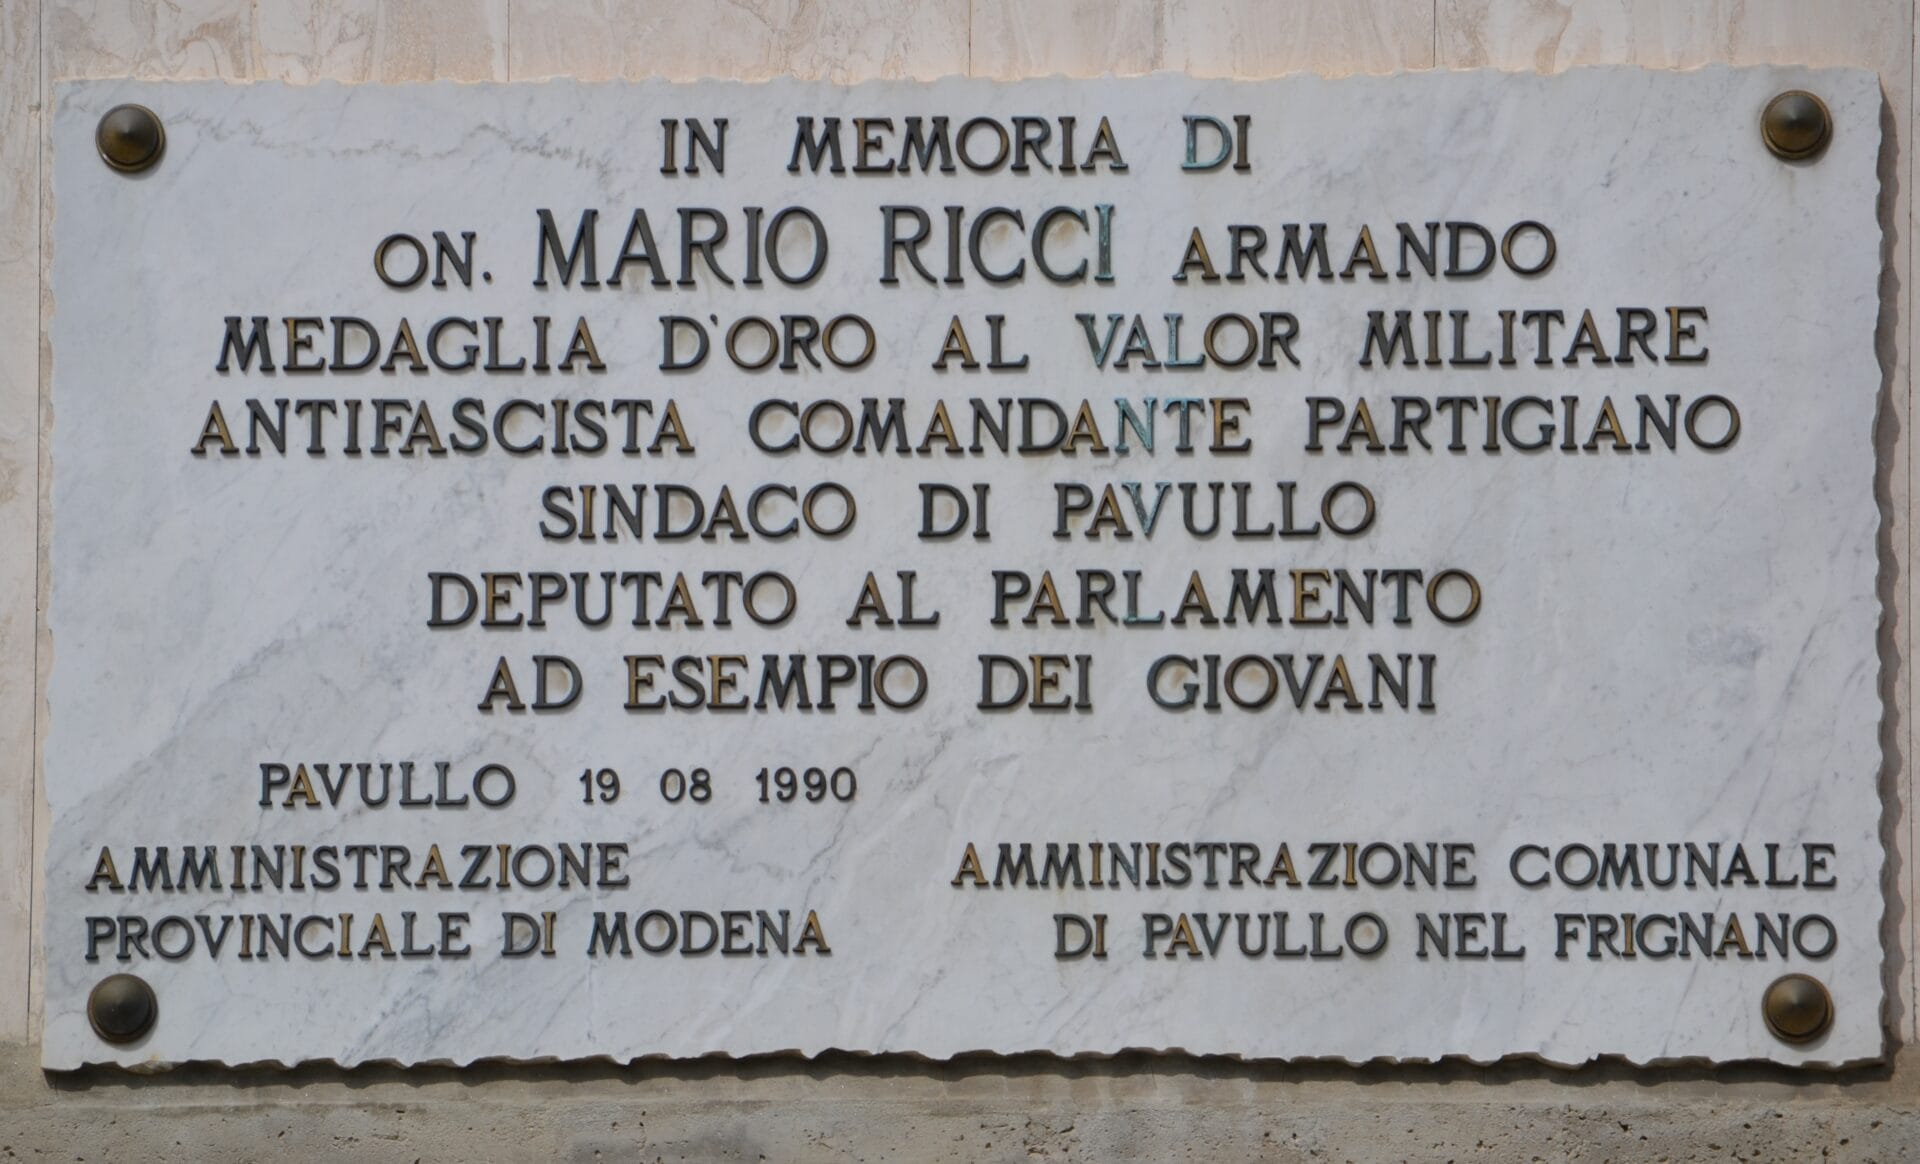 IN MEMORIA DI
ON. MARIO RICCI ARMANDO
MEDAGLIA D'ORO AL VALOR MILITARE
ANTIFASCISTA COMANDANTE PARTIGIANO
SINDACO DI PAVULLO
DEPUTATO AL PARLAMENTO
AD ESEMPIO DEI GIOVANI
PAVULLO 19 08 1990
AMMINISTRAZIONE
PROVINCIALE DI MODENA
AMMINISTRAZIONE COMUNALE
DI PAVULLO NEL FRIGNANO